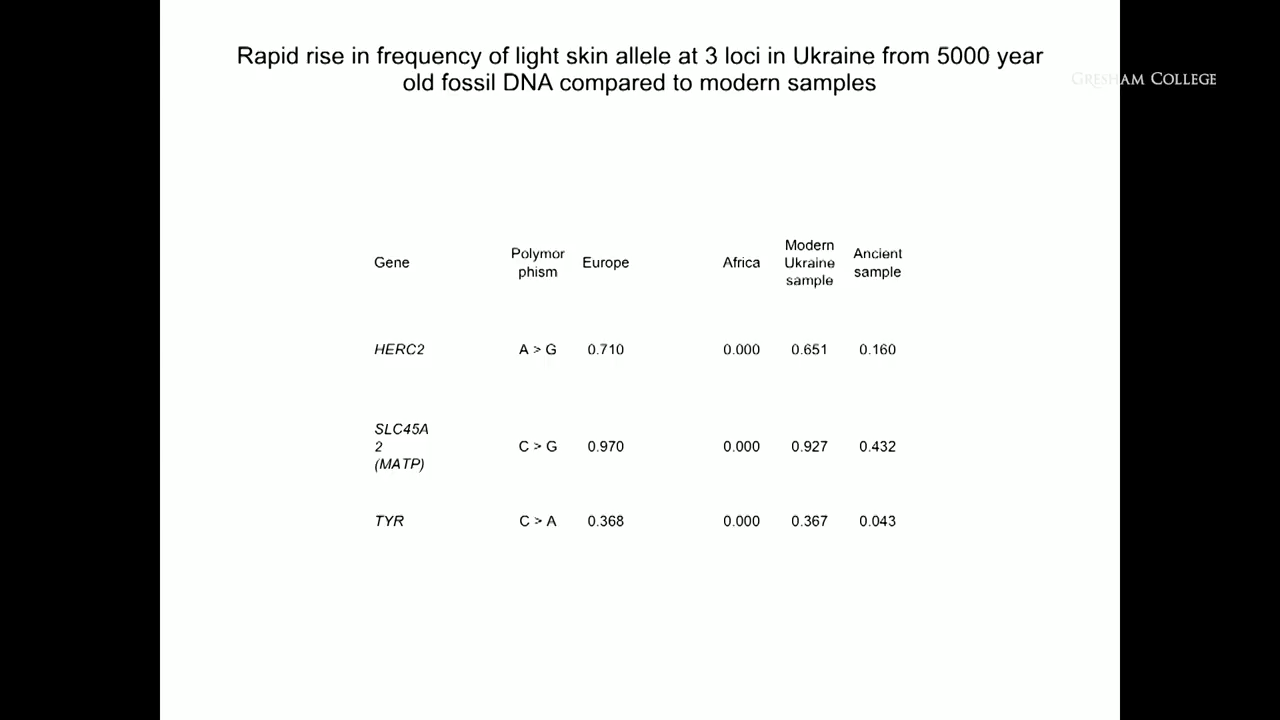 Rapid rise in frequency of light skin allele at 3 loci in Ukraine from 5000 year
old fossil DNA compared to modern samples
GRESHAM COLLEGE
Gene Polymor phism Europe Africa Modern Ukraine sample Ancient sample
HERC2 A > G 0.710 0.000 0.651 0.160
SLC45A 2 (MATP) C > G 0.970 0.000 0.927 0.432
TYR C > A 0.368 0.000 0.367 0.043